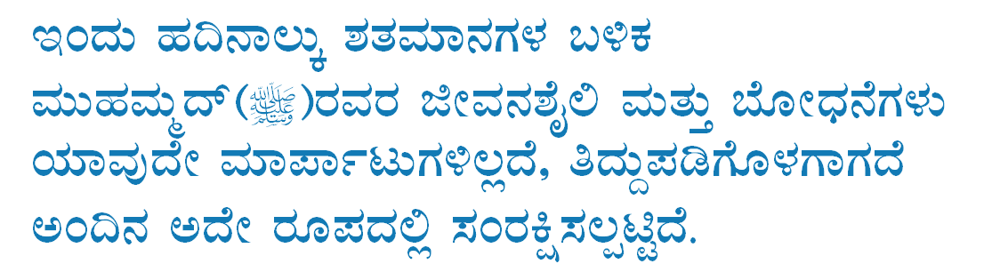 ಇಂದು ಹದಿನಾಲ್ಕು ಶತಮಾನಗಳ ಬಳಿಕ
ಮುಹಮ್ಮದ್(ﷺ)ರವರ ಜೀವನಶೈಲಿ ಮತ್ತು ಬೋಧನೆಗಳು
ಯಾವುದೇ ಮಾರ್ಪಾಟುಗಳಿಲ್ಲದೆ, ತಿದ್ದುಪಡಿಗೊಳಗಾಗದೆ
ಅಂದಿನ ಅದೇ ರೂಪದಲ್ಲಿ ಸಂರಕ್ಷಿಸಲ್ಪಟ್ಟಿದೆ.